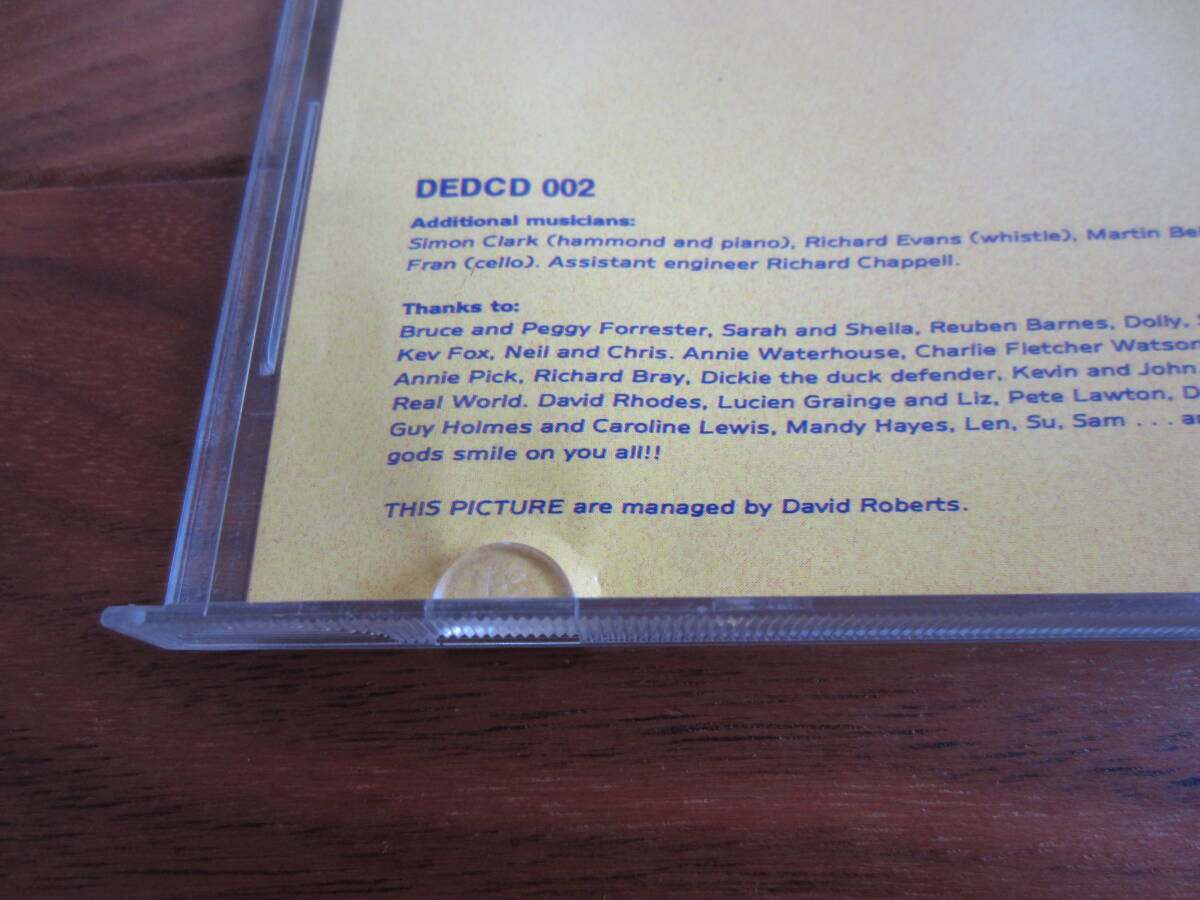 DEDCD 002
Additional musicians:
Simon Clark (hammond and piano), Richard Evans (whistle), Martin
Fran (cello). Assistant engineer Richard Chappell.
Thanks to:
Bruce and Peggy Forrester, Sarah and Sheila, Reuben Barnes, Dolly,
Kev Fox, Neil and Chris. Annie Waterhouse, Charlie Fletcher
Annie Pick, Richard Bray, Dickie the duck defender, Kevin and John
Real World. David Rhodes, Lucien Grainge and Liz, Pete Lawton,
Guy Holmes and Caroline Lewis, Mandy Hayes, Len, Su, Sam . . .
gods smile on you all!!
THIS PICTURE are managed by David Roberts.